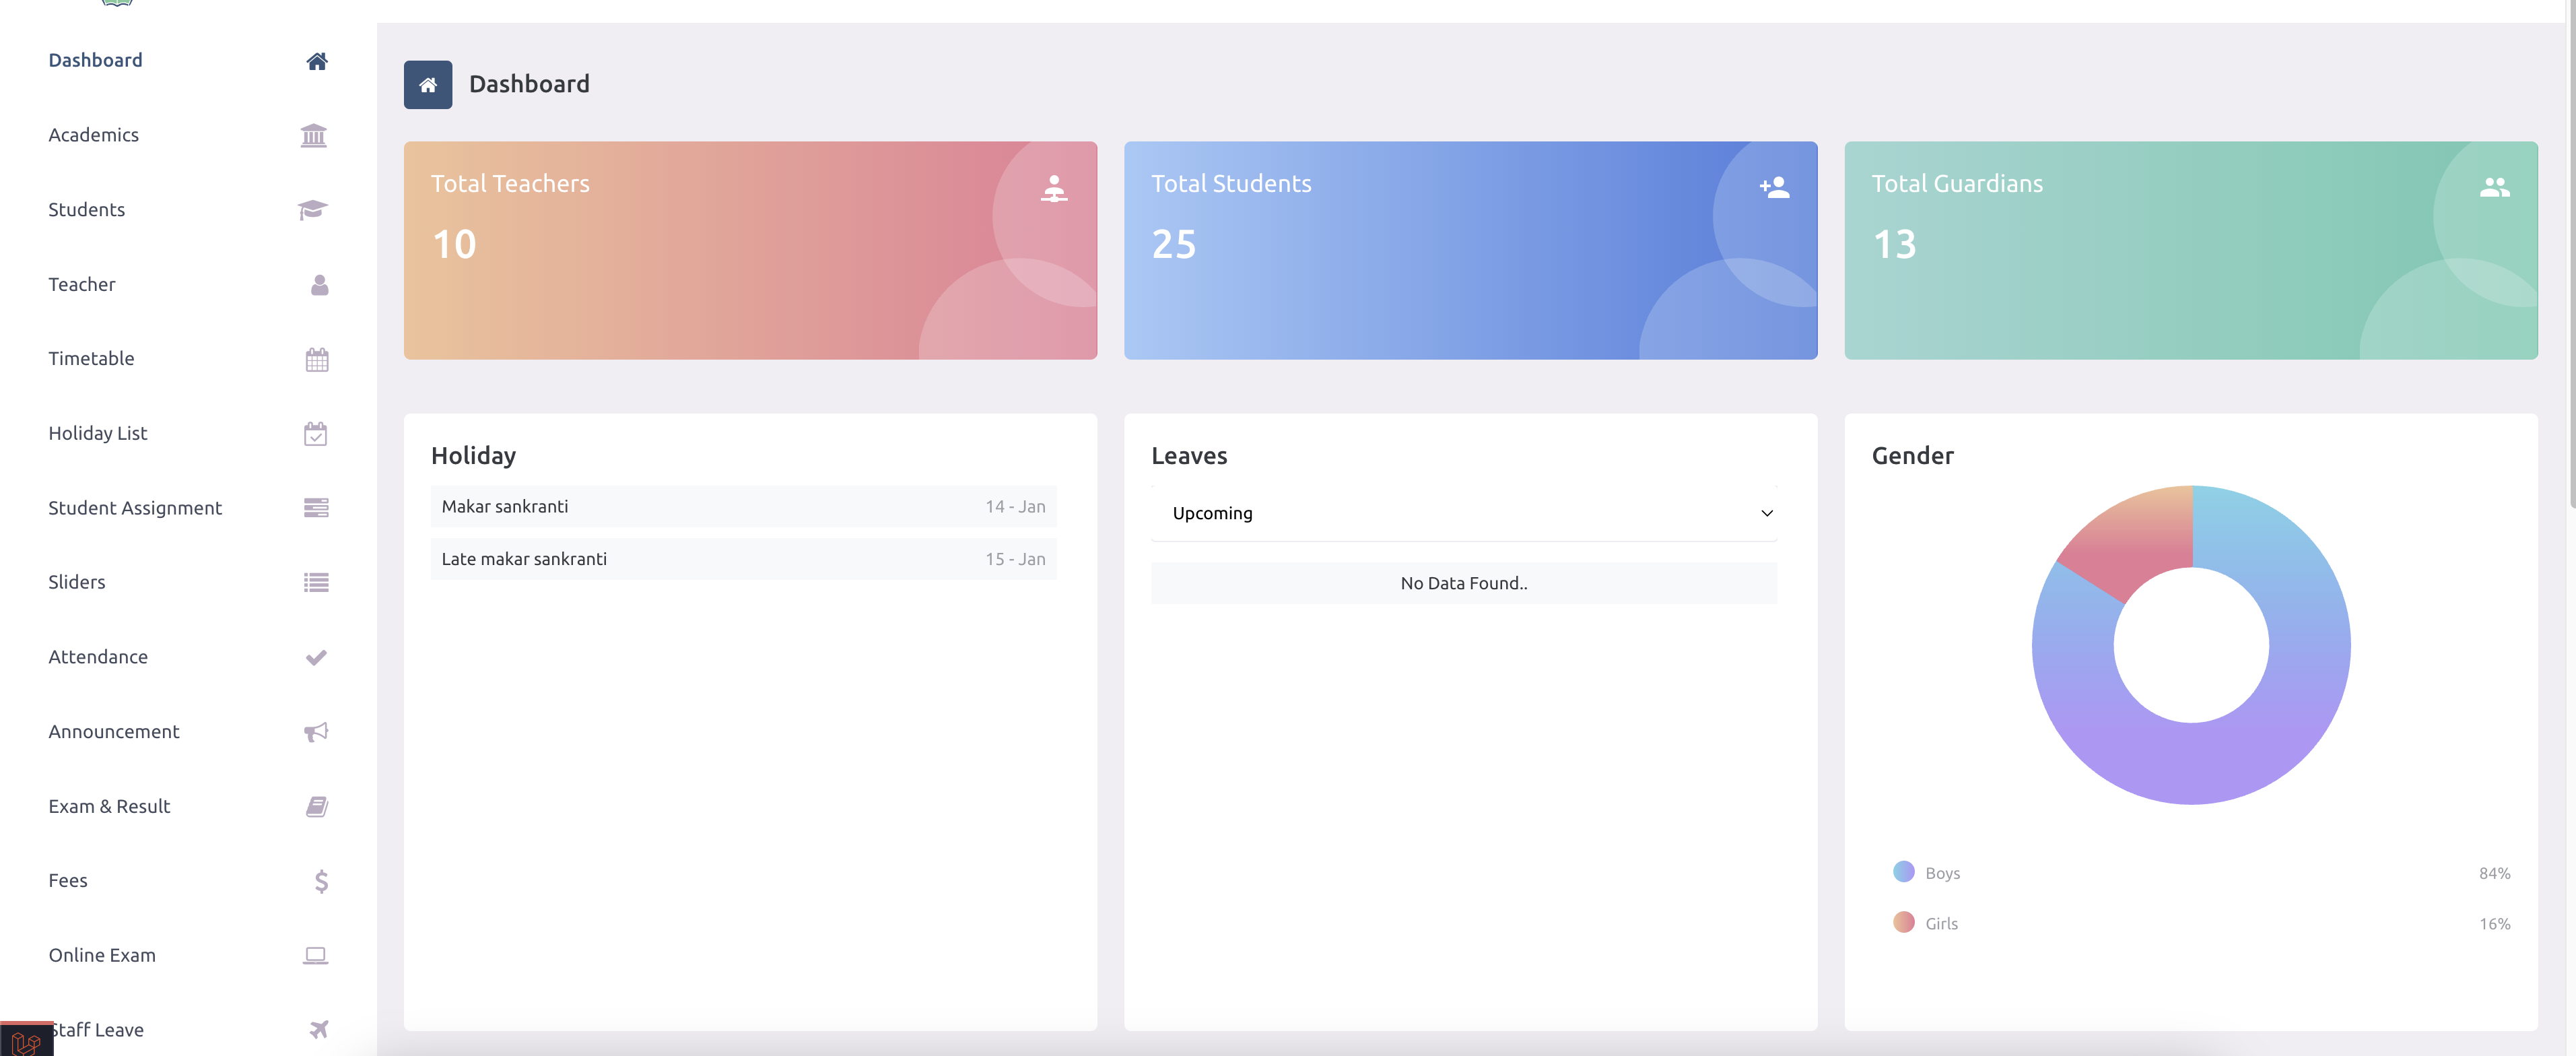 Dashboard
Academics
Students
Teacher
Timetable
Holiday List
Student Assignment
Sliders
Attendance
Announcement
Exam & Result
Fees
Online Exam
Staff Leave
Dashboard
Total Teachers
10
Total Students
25
Total Guardians
13
Holiday
Makar sankranti 14 - Jan
Late makar sankranti 15 - Jan
Leaves
Upcoming
No Data Found..
Gender
Boys 84%
Girls 16%